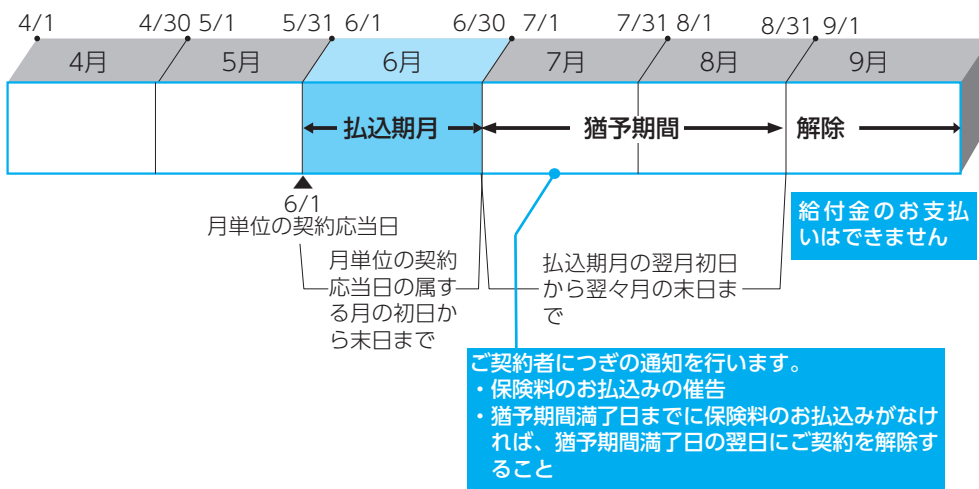 4/1 4/30 5/1 5/31 6/1 6/30 7/1 7/31 8/1 8/31 9/1
4月 5月 6月 7月 8月 9月
払込期月 猶予期間 解除
6/1
月単位の契約応当日
給付金のお支払
いはできません
月単位の契約
応当日の属す
る月の初日か
ら末日まで
払込期月の翌月初日
から翌々月の末日ま
で
ご契約者につぎの通知を行います。
・保険料のお払込みの催告
・猶予期間満了日までに保険料のお払込みがなけ
れば、猶予期間満了日の翌日にご契約を解除す
ること